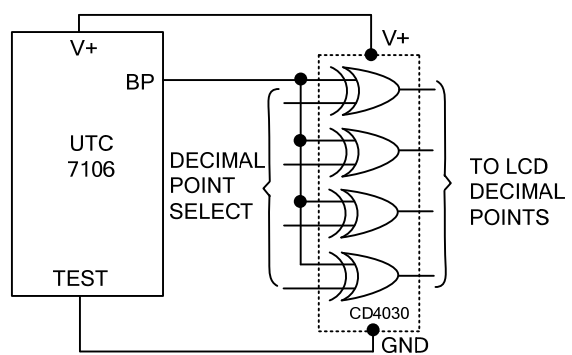 V+
V+
BP
UTC
7106
DECIMAL
POINT
SELECT
TO LCD
DECIMAL
POINTS
TEST
CD4030
GND